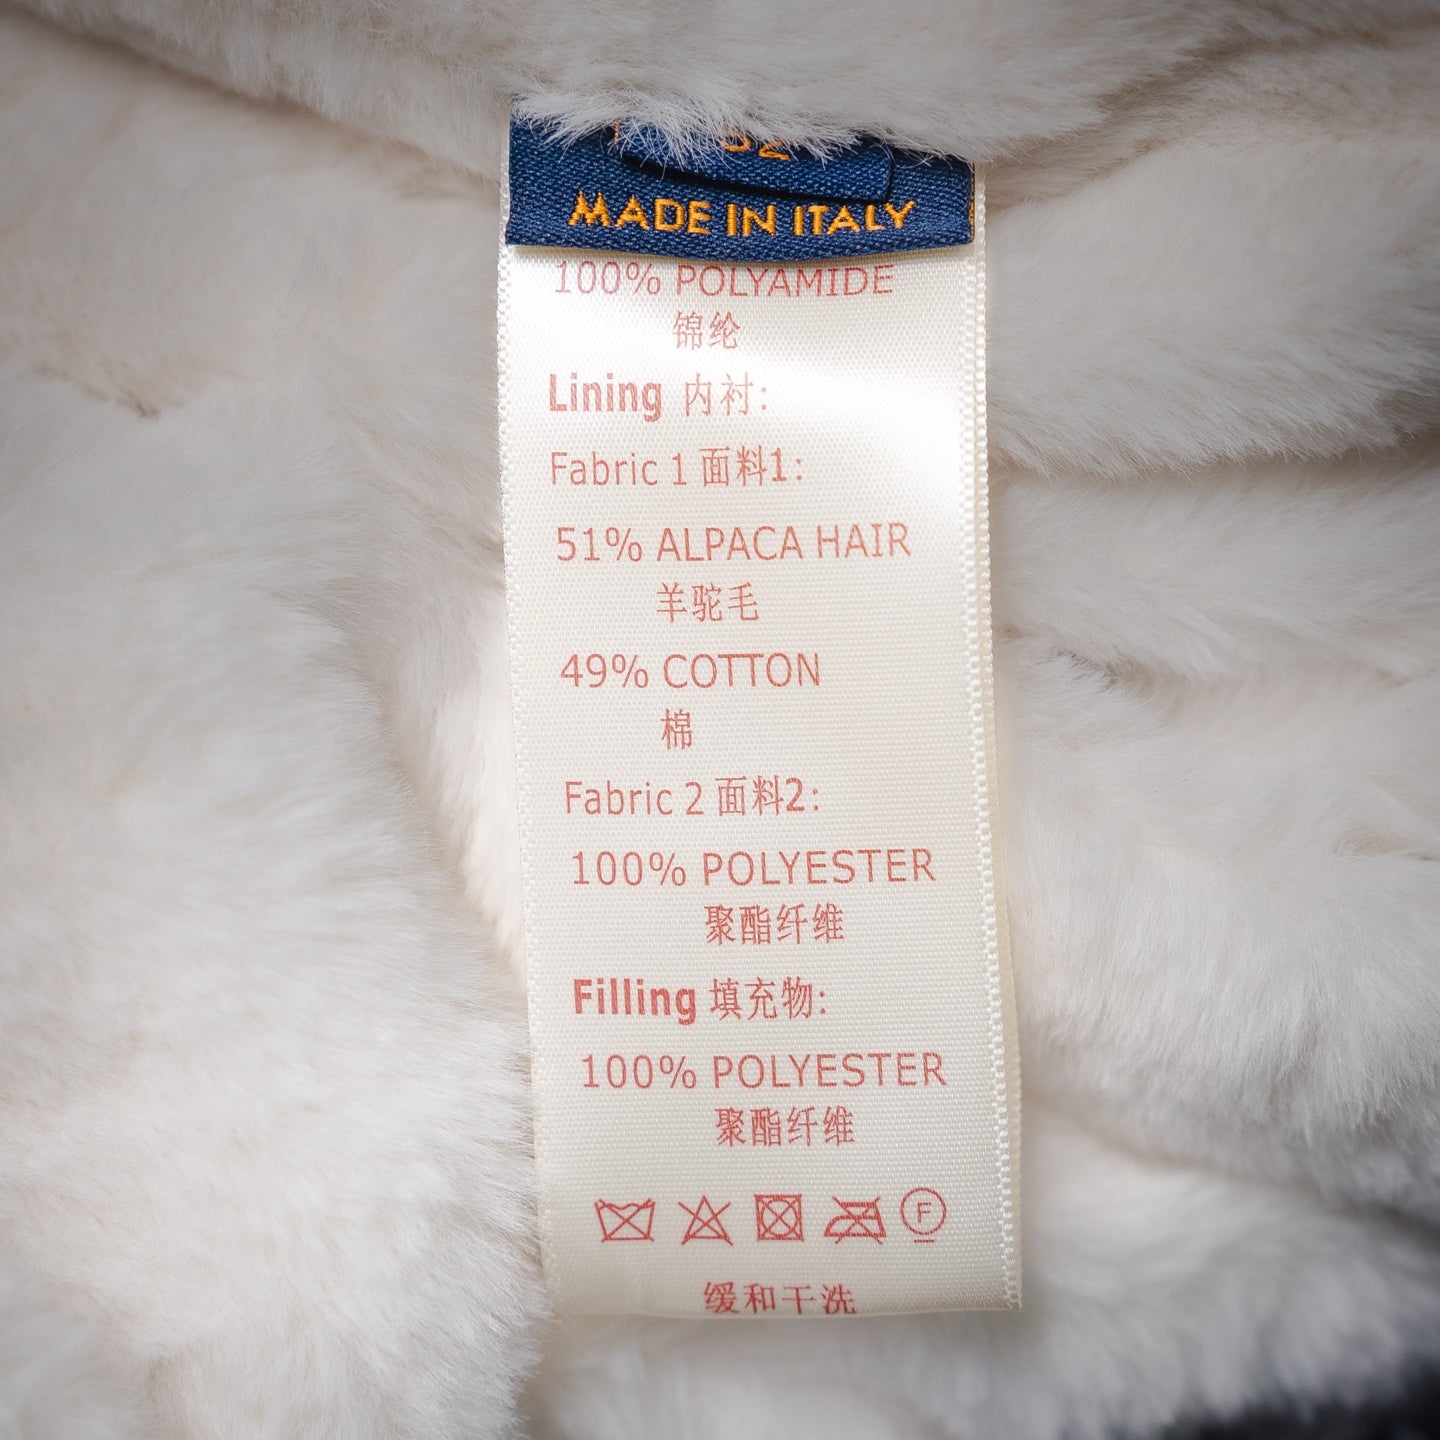 MADE IN ITALY
100% POLYAMIDE
锦纶
Lining 内衬:
Fabric 1 面料1:
51% ALPACA HAIR
羊驼毛
49% COTTON
棉
Fabric 2 面料2:
100% POLYESTER
聚酯纤维
Filling 填充物:
100% POLYESTER
聚酯纤维
F
缓和干洗